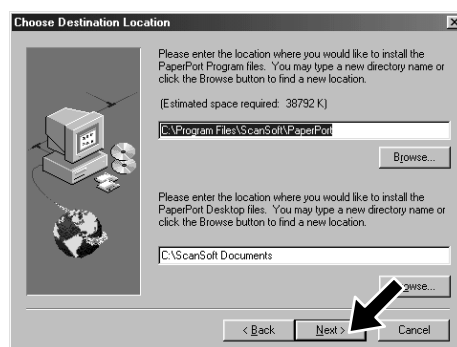 Choose Destination Location
Please enter the location where you would like to install the
PaperPort Program files. You may type a new directory name or
click the Browse button to find a new location.
(Estimated space required: 38792 K)
C:\Program Files\ScanSoft\PaperPort
Browse...
Please enter the location where you would like to install the
PaperPort Desktop files. You may type a new directory name or
click the Browse button to find a new location.
C:\ScanSoft Documents
< Back Next > Cancel